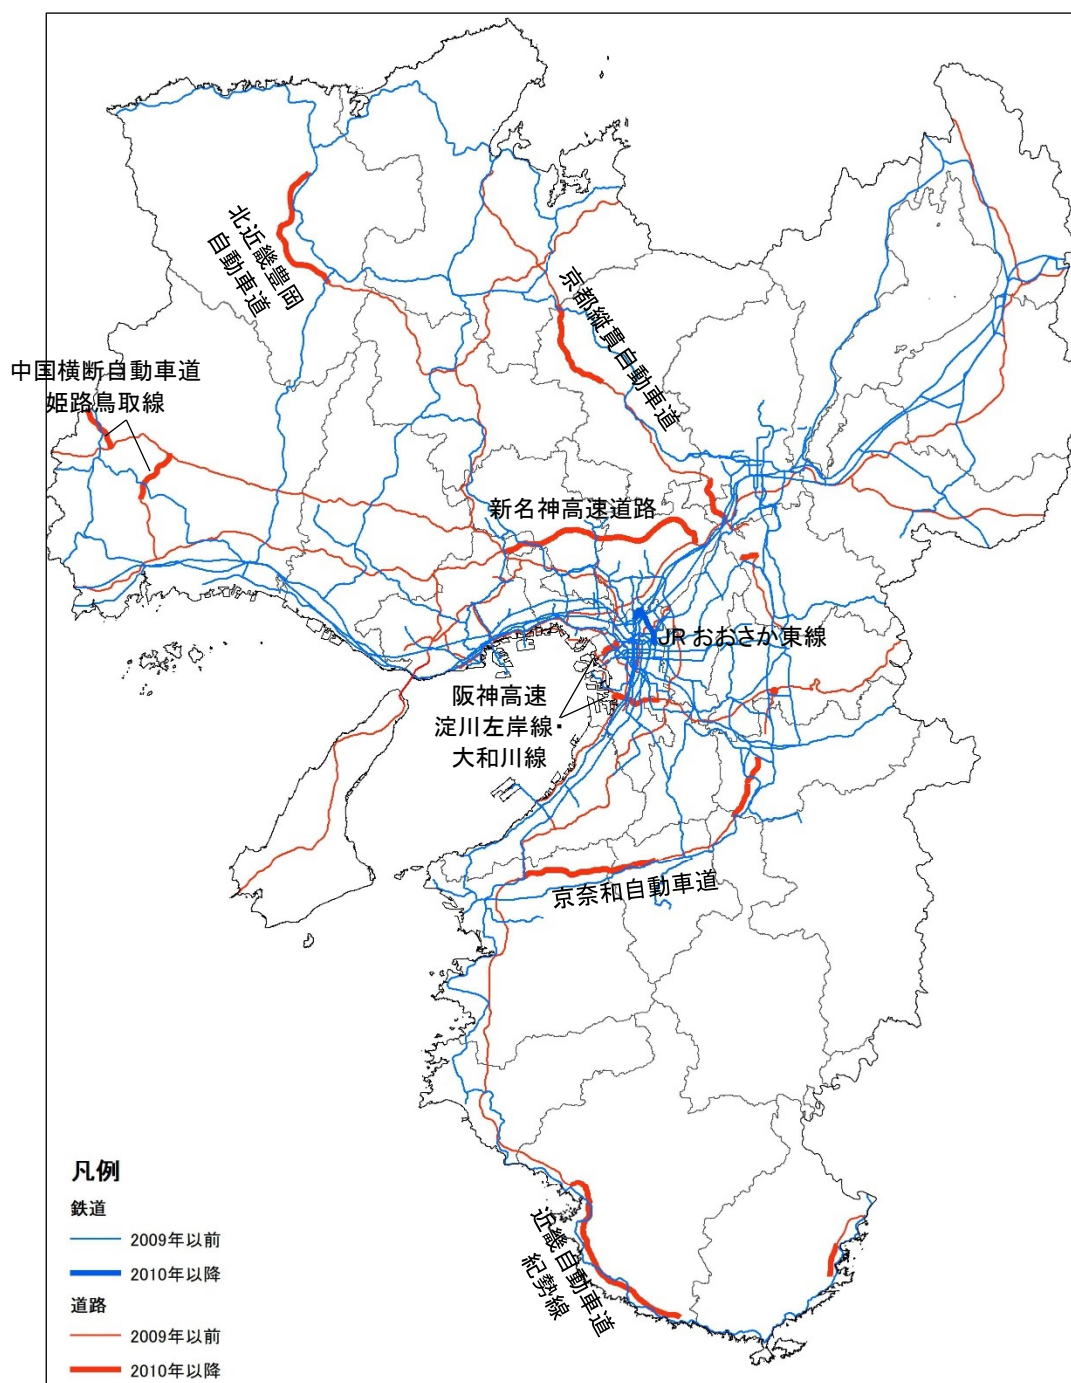 北近畿豊岡
自動車道
京都縦貫自動車道
中国横断自動車道
姫路鳥取線
新名神高速道路
JRおおさか東線
阪神高速
淀川左岸線・
大和川線
京奈和自動車道
近畿自動車道
紀勢線
凡例
鉄道
2009年以前
2010年以降
道路
2009年以前
2010年以降